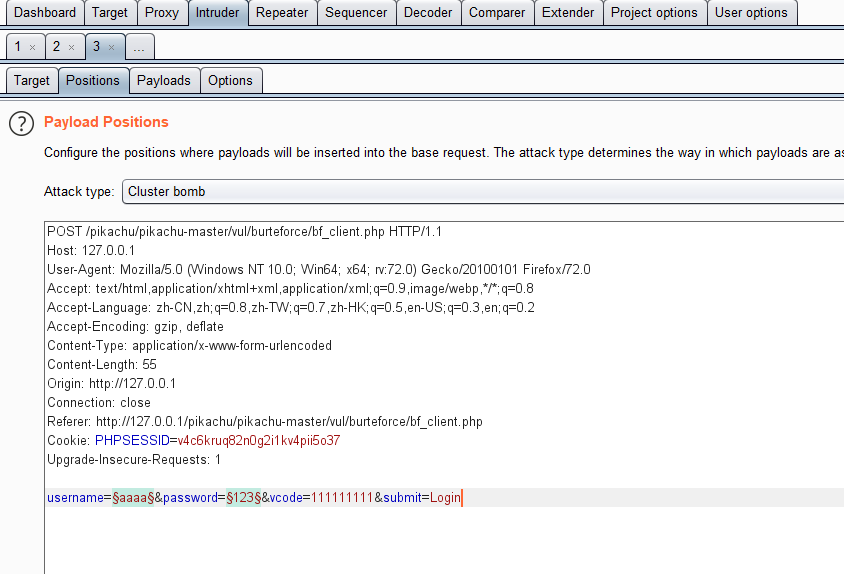 Dashboard Target Proxy Intruder Repeater Sequencer Decoder Comparer Extender Project options User options
1 × 2 × 3 × ...
Target Positions Payloads Options
? Payload Positions
Configure the positions where payloads will be inserted into the base request. The attack type determines the way in which payloads are as
Attack type: Cluster bomb
POST /pikachu/pikachu-master/vul/burteforce/bf_client.php HTTP/1.1
Host: 127.0.0.1
User-Agent: Mozilla/5.0 (Windows NT 10.0; Win64; x64; rv:72.0) Gecko/20100101 Firefox/72.0
Accept: text/html,application/xhtml+xml,application/xml;q=0.9,image/webp,*/*;q=0.8
Accept-Language: zh-CN,zh;q=0.8,zh-TW;q=0.7,zh-HK;q=0.5,en-US;q=0.3,en;q=0.2
Accept-Encoding: gzip, deflate
Content-Type: application/x-www-form-urlencoded
Content-Length: 55
Origin: http://127.0.0.1
Connection: close
Referer: http://127.0.0.1/pikachu/pikachu-master/vul/burteforce/bf_client.php
Cookie: PHPSESSID=v4c6kruq82n0g2i1kv4pii5o37
Upgrade-Insecure-Requests: 1
username=§aaaa§&password=§123§&vcode=111111111&submit=Login